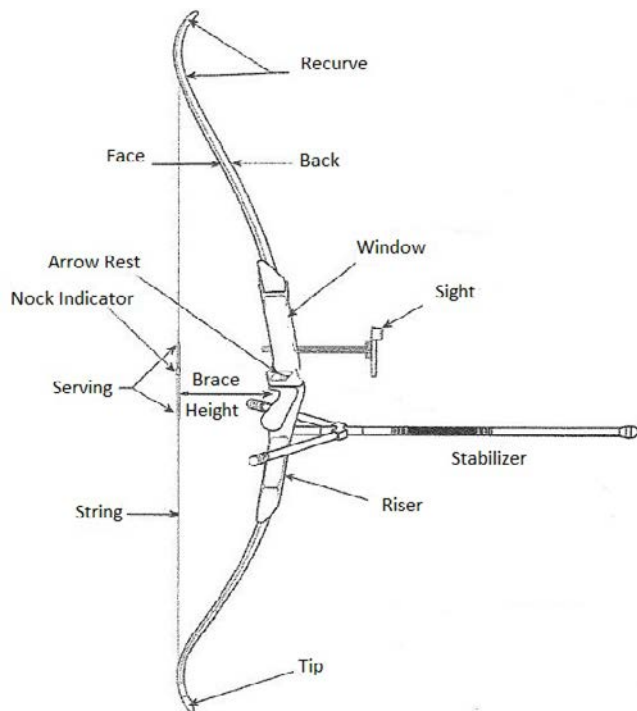 Recurve
Face
Back
Arrow Rest
Window
Nock Indicator
Sight
Serving
Brace
Height
Stabilizer
Riser
String
Tip